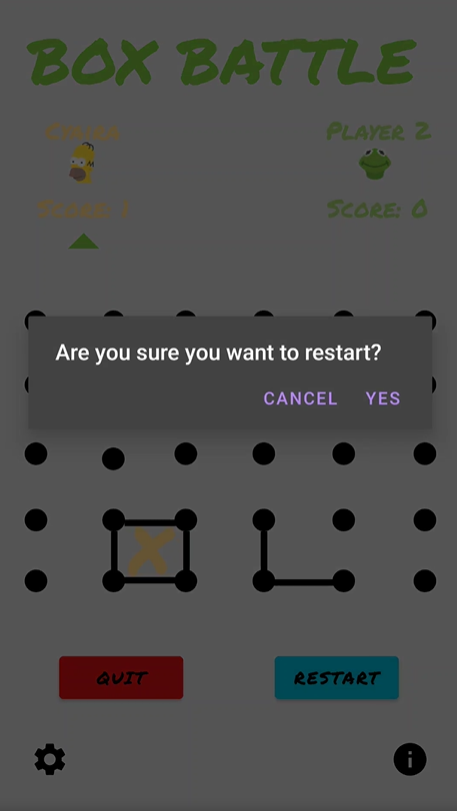 BOX BATTLE
PLAYER 2
SCORE: 1
SCORE: 0
Are you sure you want to restart?
CANCEL YES
X
QUIT
RESTART
i